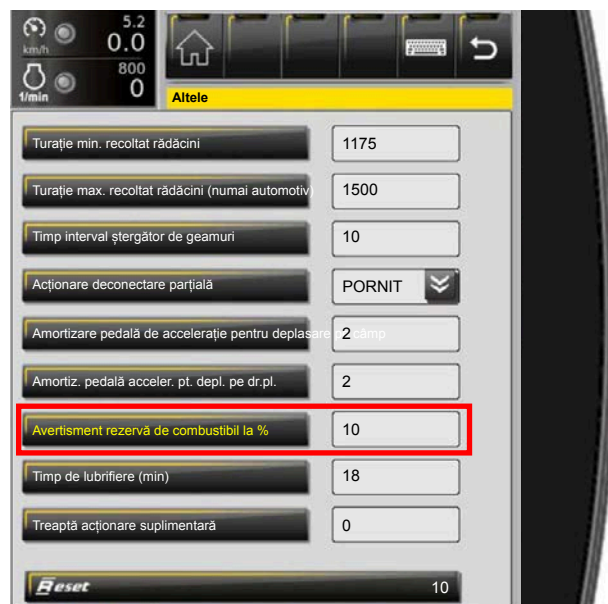 5.2
km/h 0.0
800
1/min 0
Altele
Turație min. recoltat rădăcini 1175
Turație max. recoltat rădăcini (numai automotiv) 1500
Timp interval ștergător de geamuri 10
Acționare deconectare parțială PORNIT
Amortizare pedală de accelerație pentru deplasare pe câmp 2
Amortiz. pedală acceler. pt. depl. pe dr.pl. 2
Avertisment rezervă de combustibil la % 10
Timp de lubrifiere (min) 18
Treaptă acționare suplimentară 0
Reset 10